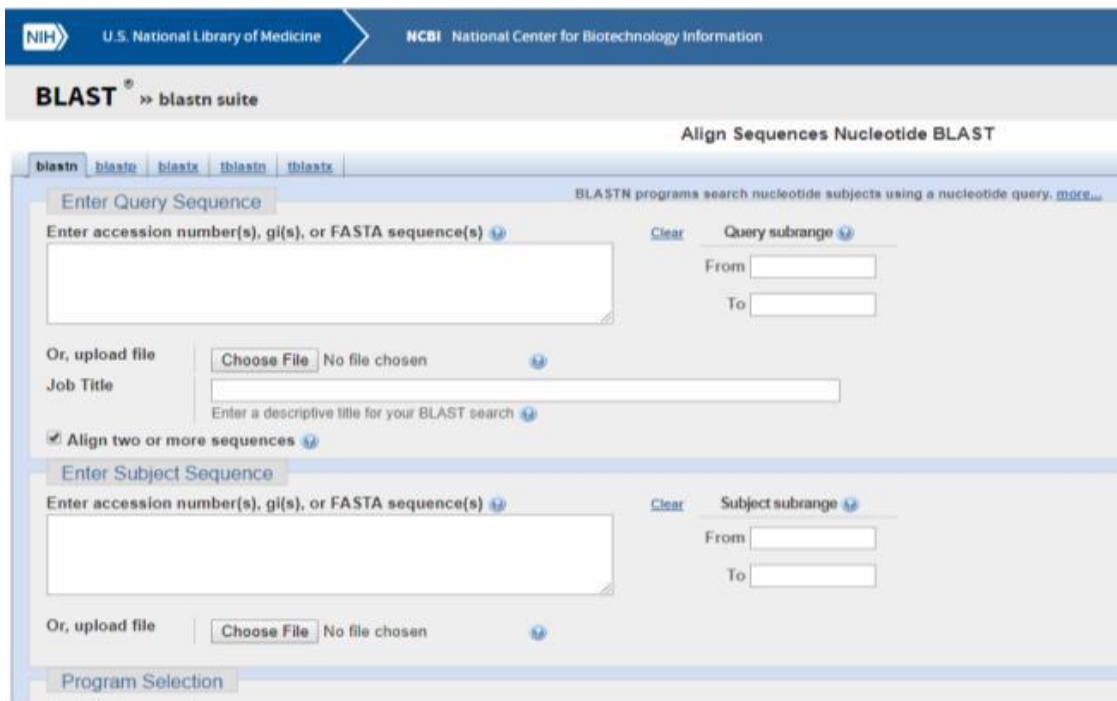 NIH U.S. National Library of Medicine NCBI National Center for Biotechnology Information
BLAST ® » blastn suite
Align Sequences Nucleotide BLAST
blastn blastp blastx tblastn tblastx
Enter Query Sequence
BLASTN programs search nucleotide subjects using a nucleotide query. more...
Enter accession number(s), gi(s), or FASTA sequence(s) Clear Query subrange
From
To
Or, upload file Choose File No file chosen
Job Title
Enter a descriptive title for your BLAST search
Align two or more sequences
Enter Subject Sequence
Enter accession number(s), gi(s), or FASTA sequence(s) Clear Subject subrange
From
To
Or, upload file Choose File No file chosen
Program Selection